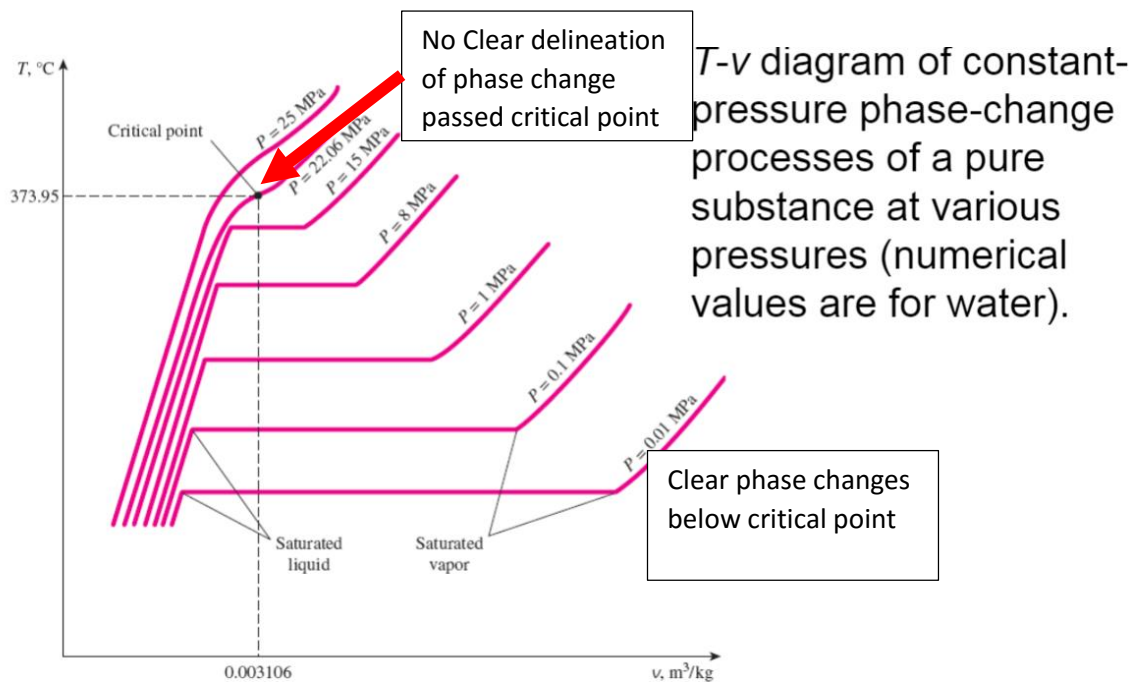 No Clear delineation
of phase change
passed critical point
T-v diagram of constant-
pressure phase-change
processes of a pure
substance at various
pressures (numerical
values are for water).
T, °C
Critical point
373.95
P = 25 MPa
P = 22.06 MPa
P = 15 MPa
P = 8 MPa
P = 1 MPa
P = 0.1 MPa
P = 0.01 MPa
Clear phase changes
below critical point
Saturated
liquid
Saturated
vapor
0.003106
v, m³/kg